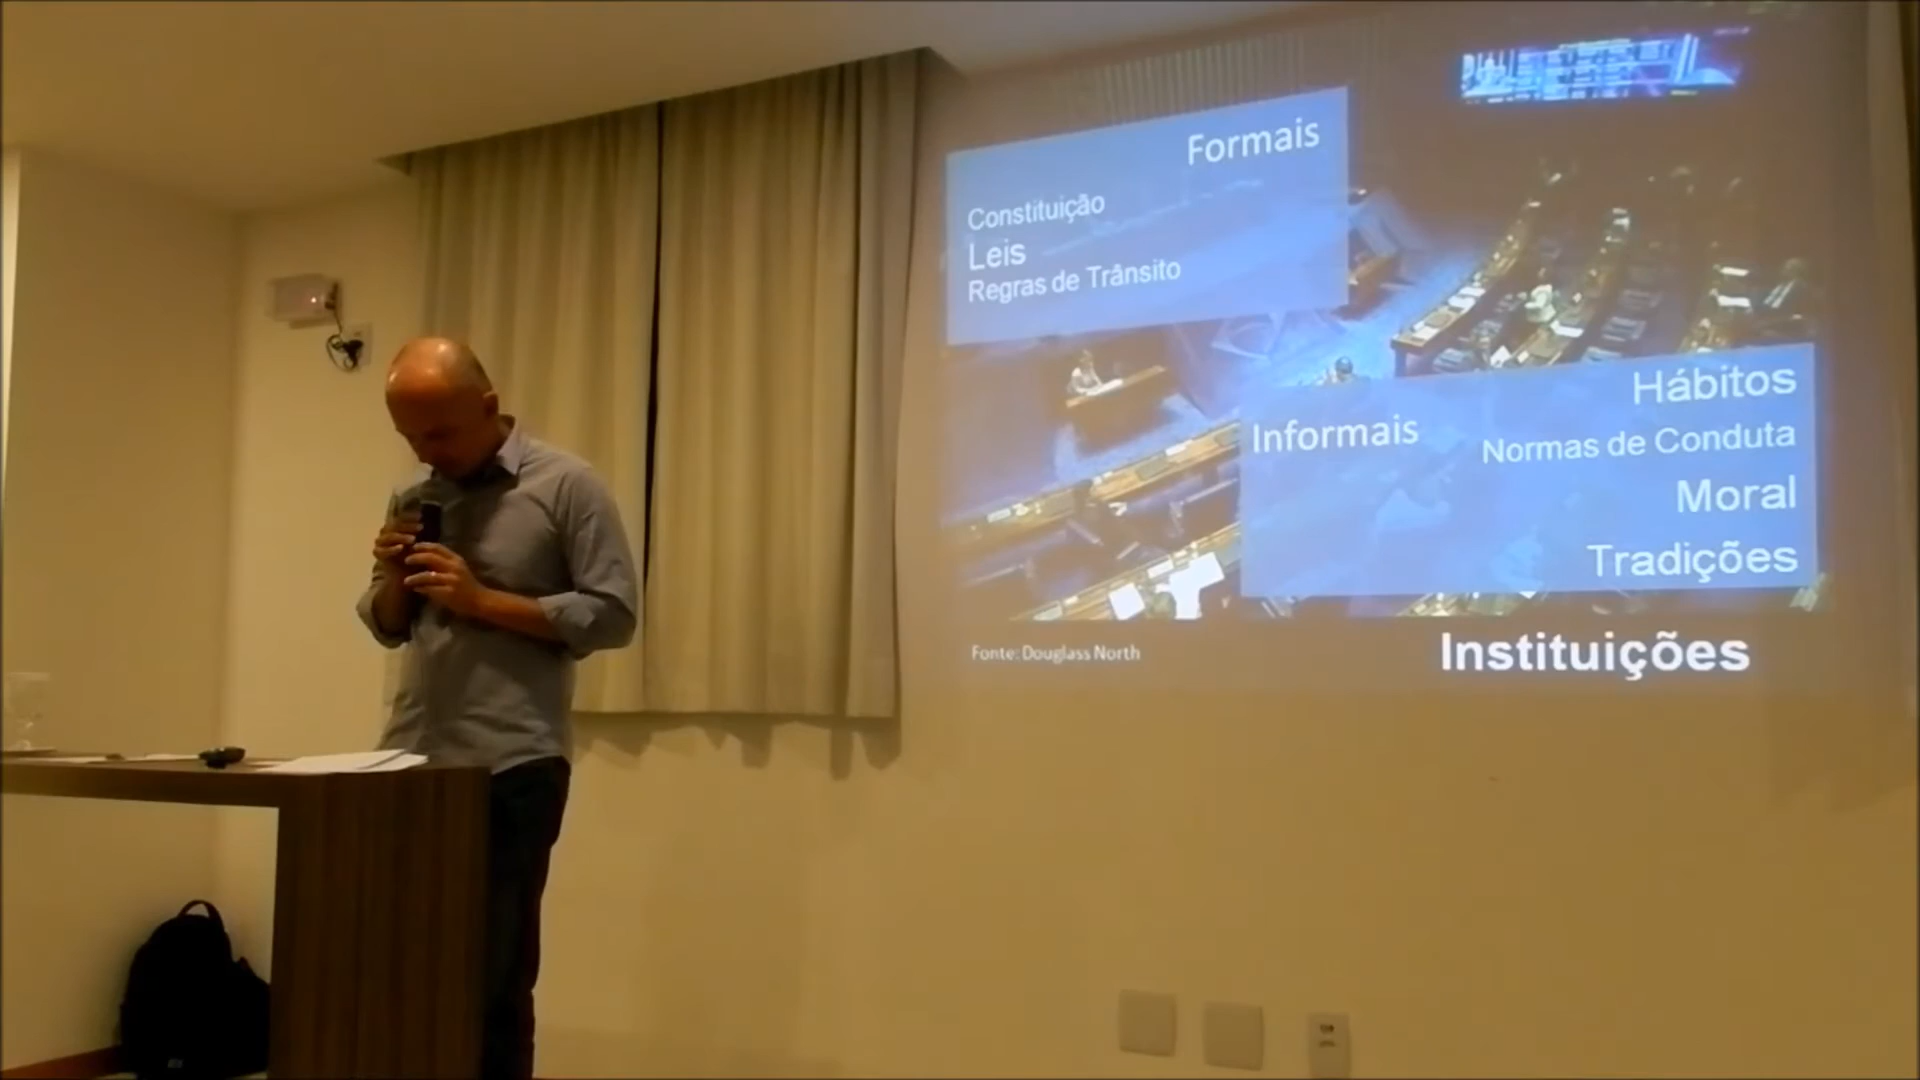 Formais
Constituição
Leis
Regras de Trânsito
Hábitos
Informais
Normas de Conduta
Moral
Tradições
Fonte: Douglass North
Instituições